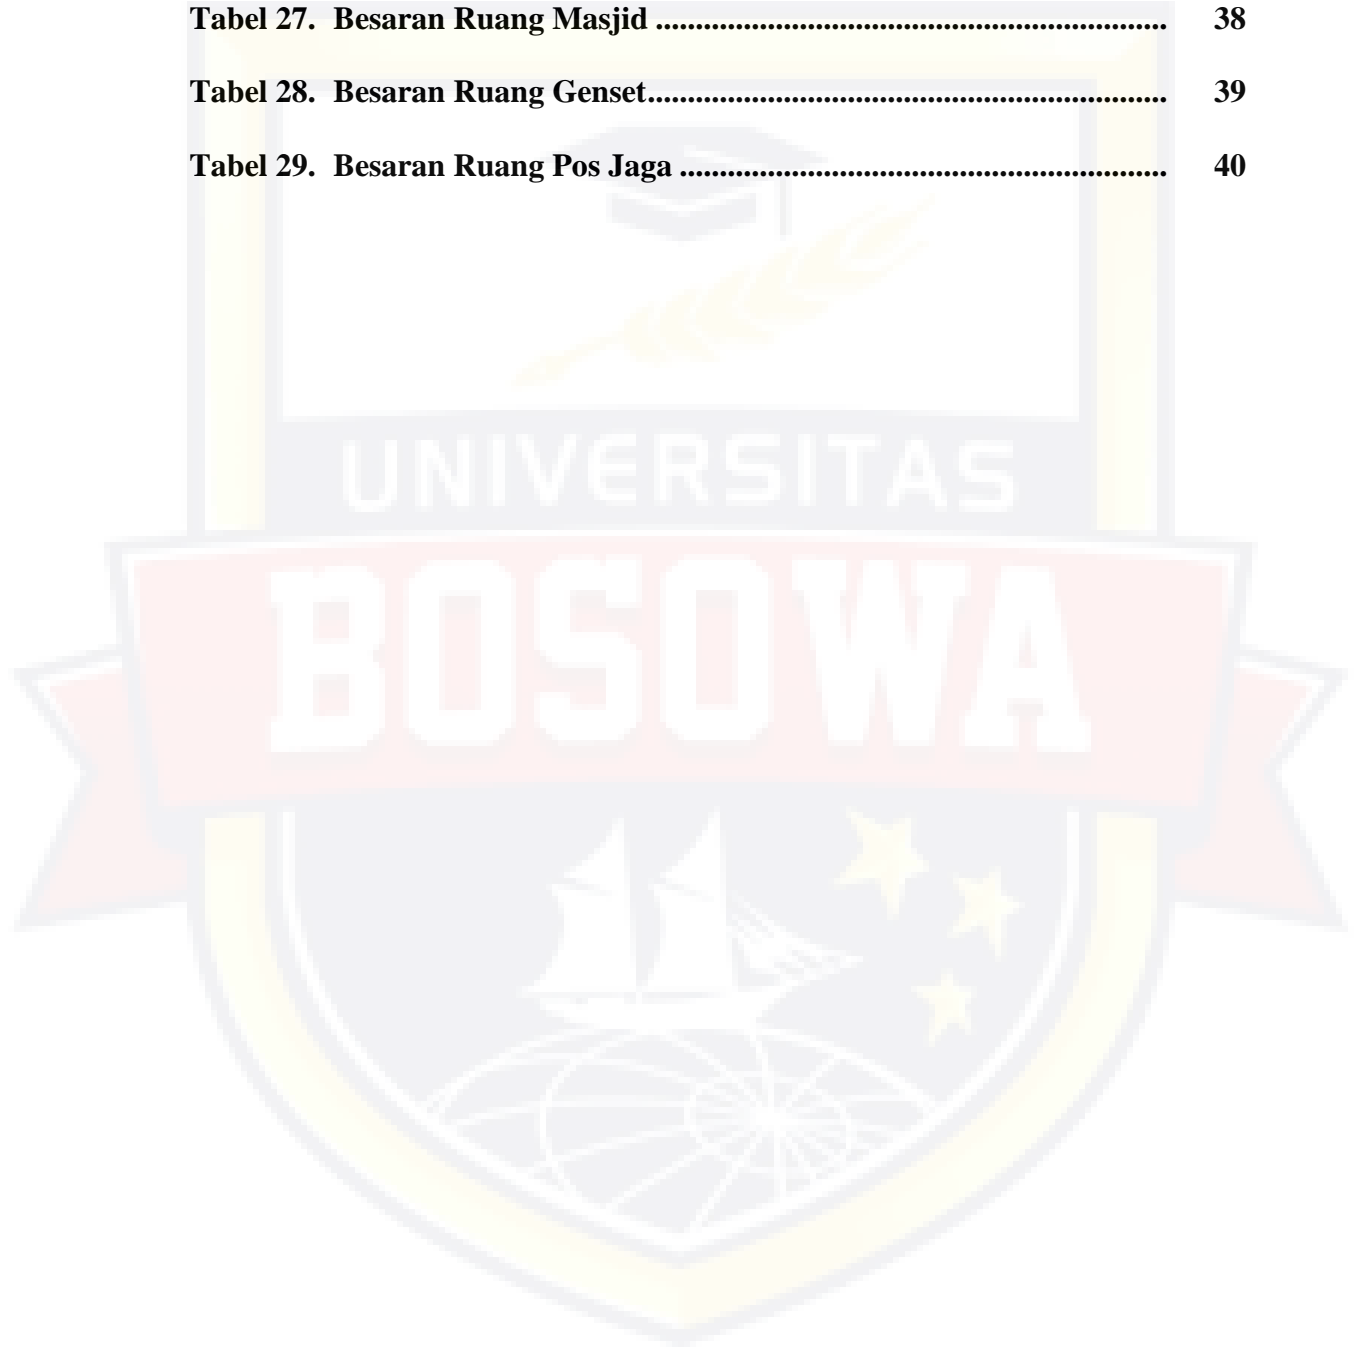 Tabel 27. Besaran Ruang Masjid ................................................................ 38
Tabel 28. Besaran Ruang Genset................................................................. 39
Tabel 29. Besaran Ruang Pos Jaga ............................................................. 40
UNIVERSITAS
BOSOWA